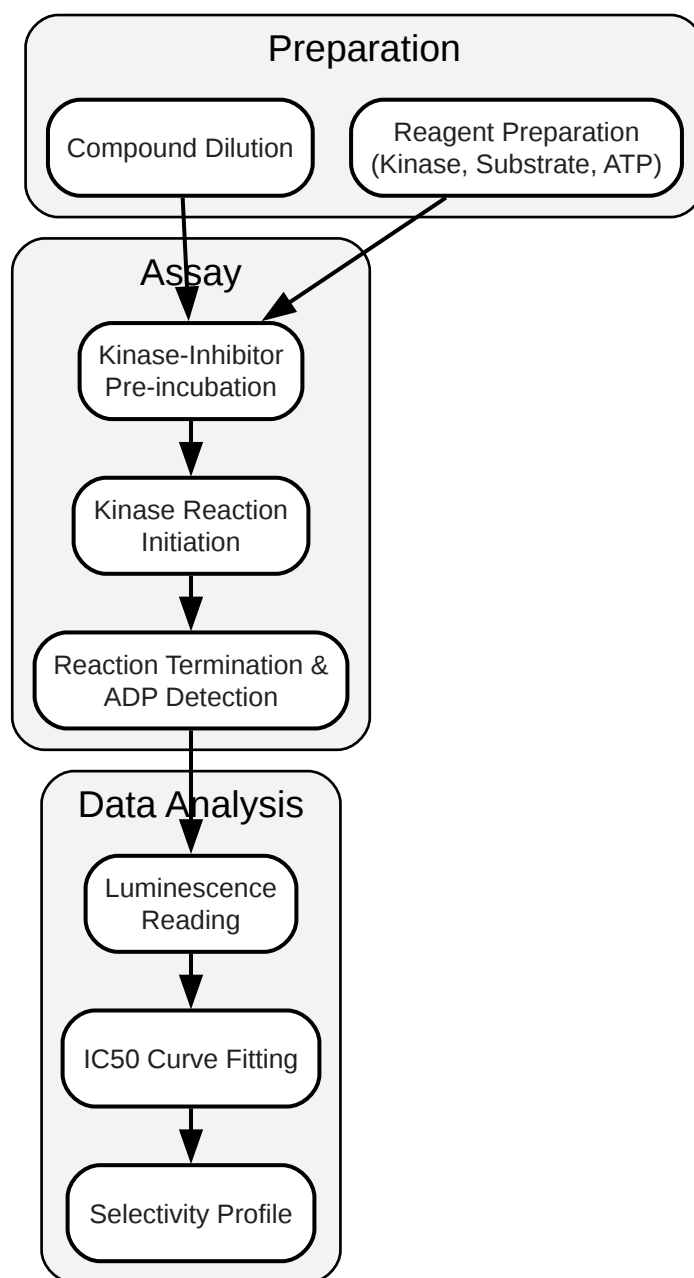 Preparation
Compound Dilution
Reagent Preparation
(Kinase, Substrate, ATP)
Assay
Kinase-Inhibitor
Pre-incubation
Kinase Reaction
Initiation
Reaction Termination &
ADP Detection
Data Analysis
Luminescence
Reading
IC50 Curve Fitting
Selectivity Profile